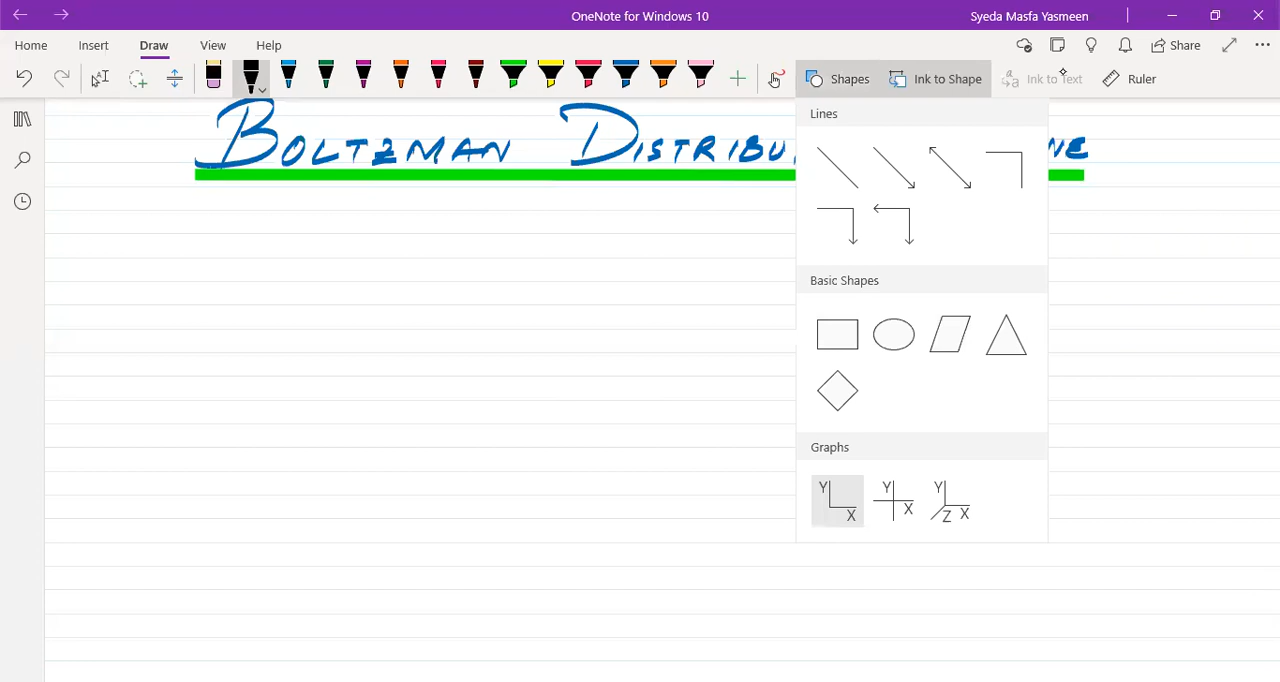 OneNote for Windows 10
Syeda Masfa Yasmeen
Home Insert Draw View Help
Share
Shapes Ink to Shape Ink to Text Ruler
BOLTZMAN DISTRIBU
Lines
Basic Shapes
Graphs
Y X Y X Y Z X